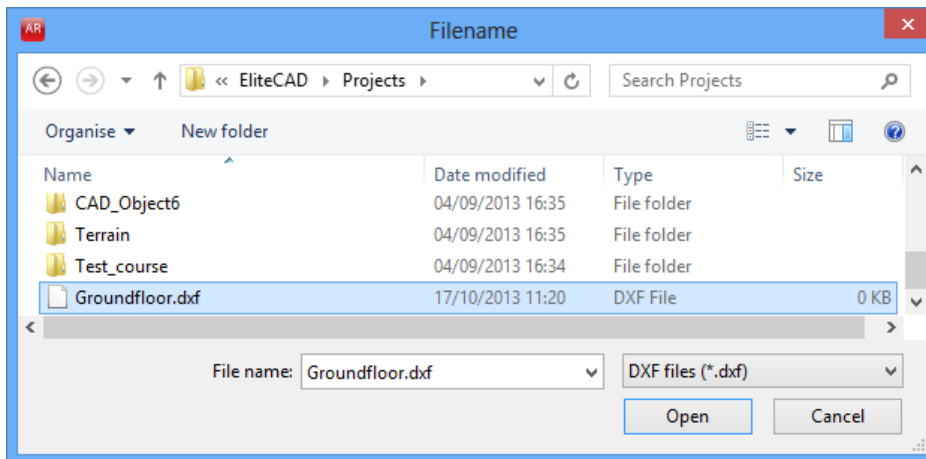 AR Filename x
« EliteCAD Projects Search Projects
Organise New folder ?
Name Date modified Type Size
CAD_Object6 04/09/2013 16:35 File folder
Terrain 04/09/2013 16:35 File folder
Test_course 04/09/2013 16:34 File folder
Groundfloor.dxf 17/10/2013 11:20 DXF File 0 KB
File name: Groundfloor.dxf DXF files (*.dxf)
Open Cancel